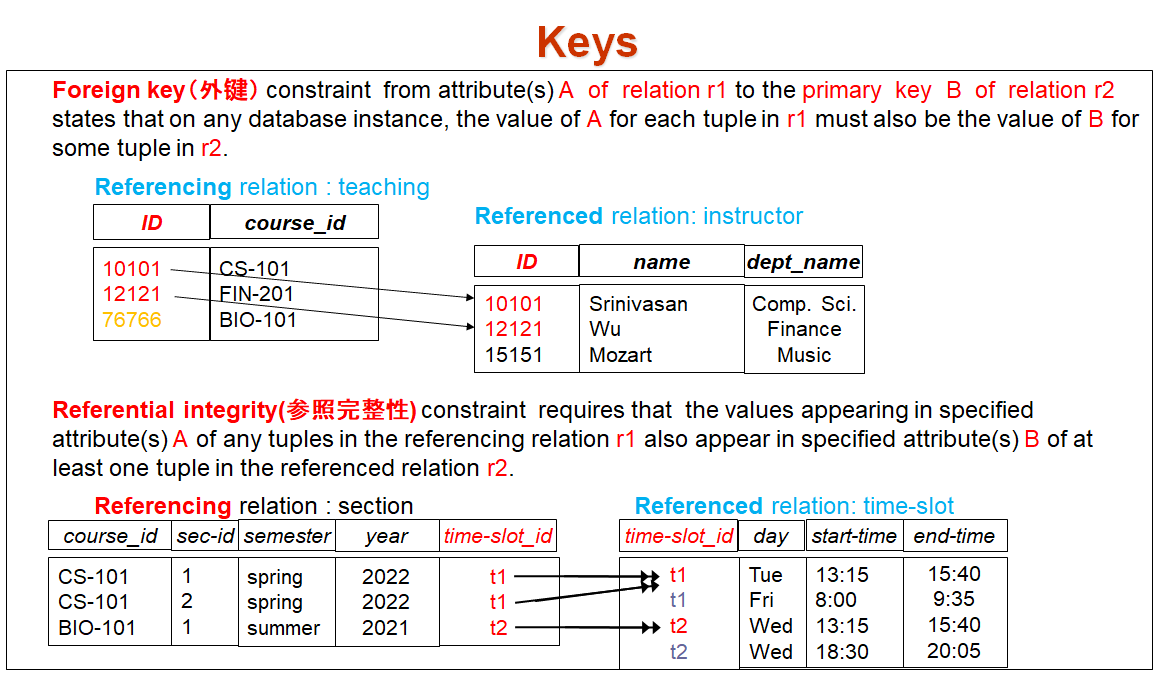 Keys
Foreign key(外键) constraint from attribute(s) A of relation r1 to the primary key B of relation r2
states that on any database instance, the value of A for each tuple in r1 must also be the value of B for
some tuple in r2.
Referencing relation : teaching
ID course_id
10101 CS-101
12121 FIN-201
76766 BIO-101
Referenced relation: instructor
ID name dept_name
10101 Srinivasan Comp. Sci.
12121 Wu Finance
15151 Mozart Music
Referential integrity(参照完整性) constraint requires that the values appearing in specified
attribute(s) A of any tuples in the referencing relation r1 also appear in specified attribute(s) B of at
least one tuple in the referenced relation r2.
Referencing relation : section
course_id sec-id semester year time-slot_id
CS-101 1 spring 2022 t1
CS-101 2 spring 2022 t1
BIO-101 1 summer 2021 t2
Referenced relation: time-slot
time-slot_id day start-time end-time
t1 Tue 13:15 15:40
t1 Fri 8:00 9:35
t2 Wed 13:15 15:40
t2 Wed 18:30 20:05